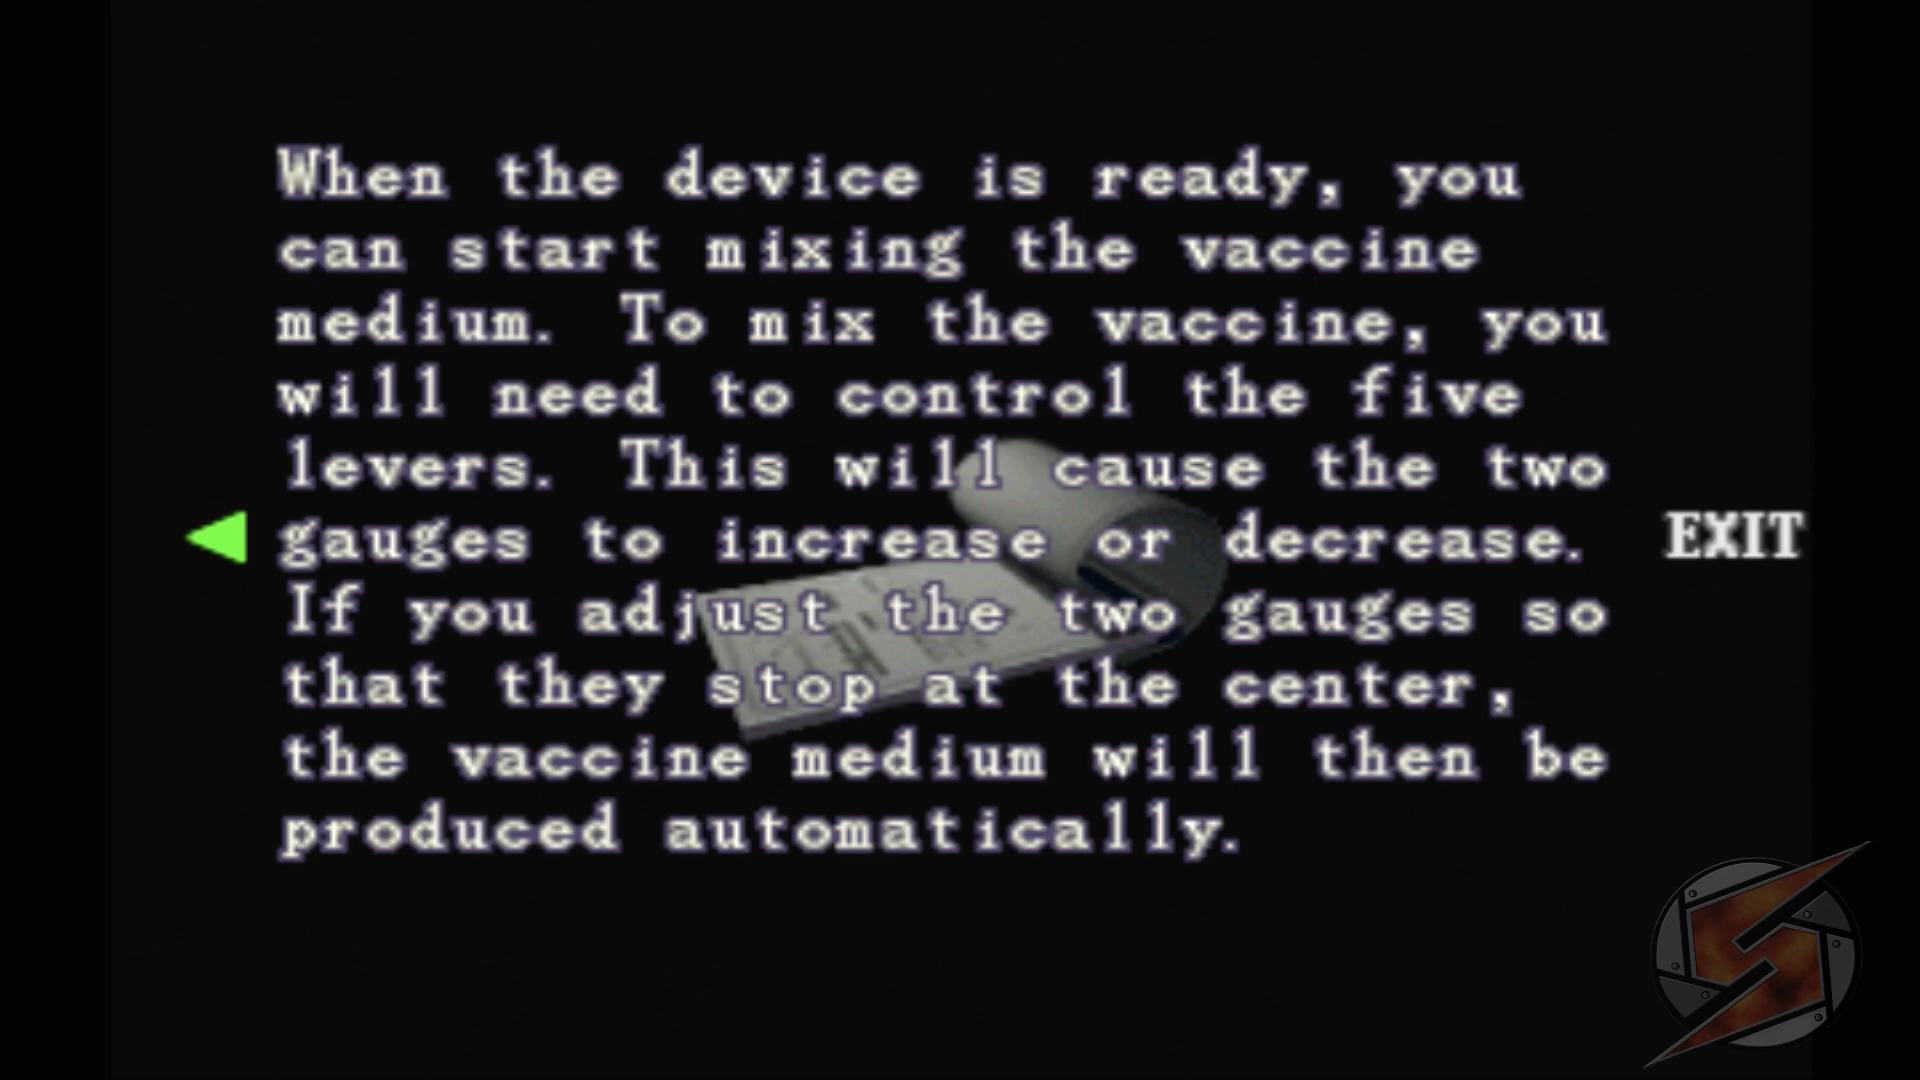 When the device is ready, you
can start mixing the vaccine
medium. To mix the vaccine, you
will need to control the five
levers. This will cause the two
gauges to increase or decrease.
If you adjust the two gauges so
that they stop at the center,
the vaccine medium will then be
produced automatically.
EXIT